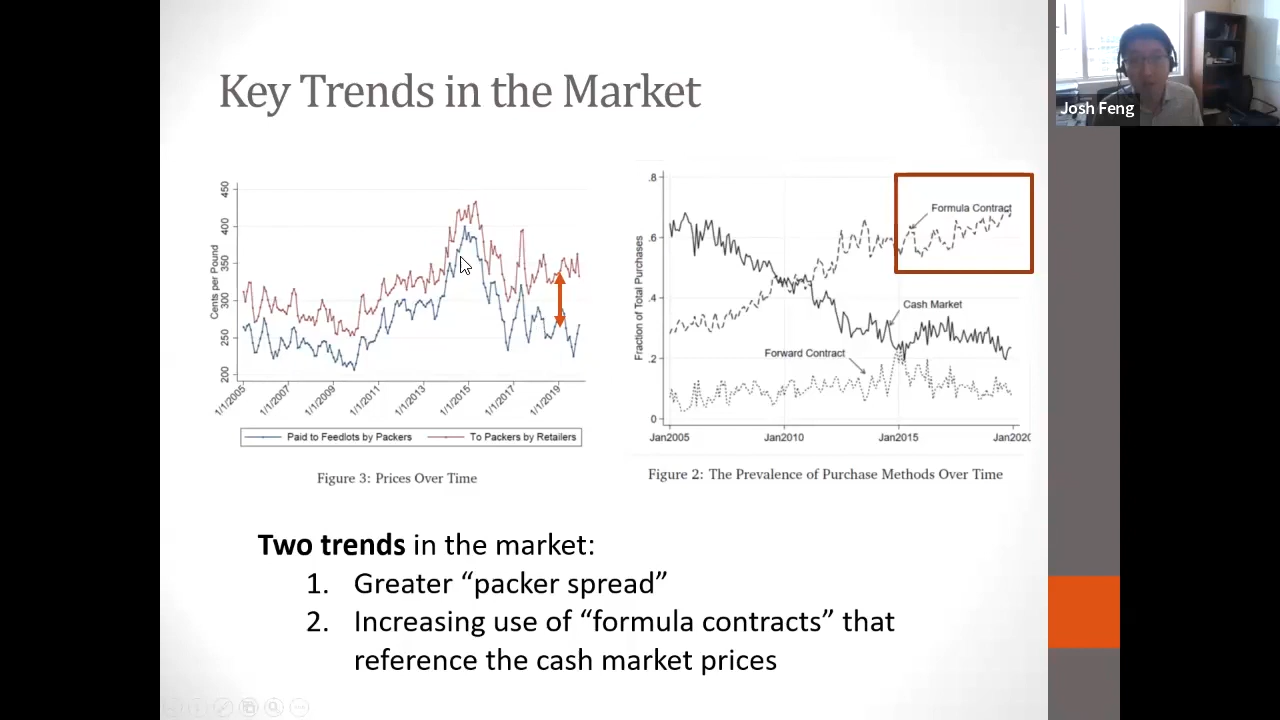 Key Trends in the Market
Josh Feng
Cents per Pound
450
400
350
300
250
200
1/1/2005
1/1/2007
1/1/2009
1/1/2011
1/1/2013
1/1/2015
1/1/2017
1/1/2019
Paid to Feedlots by Packers
To Packers by Retailers
Figure 3: Prices Over Time
Fraction of Total Purchases
.8
.6
.4
.2
0
Formula Contract
Cash Market
Forward Contract
Jan2005
Jan2010
Jan2015
Jan2020
Figure 2: The Prevalence of Purchase Methods Over Time
Two trends in the market:
1. Greater “packer spread”
2. Increasing use of “formula contracts” that
reference the cash market prices